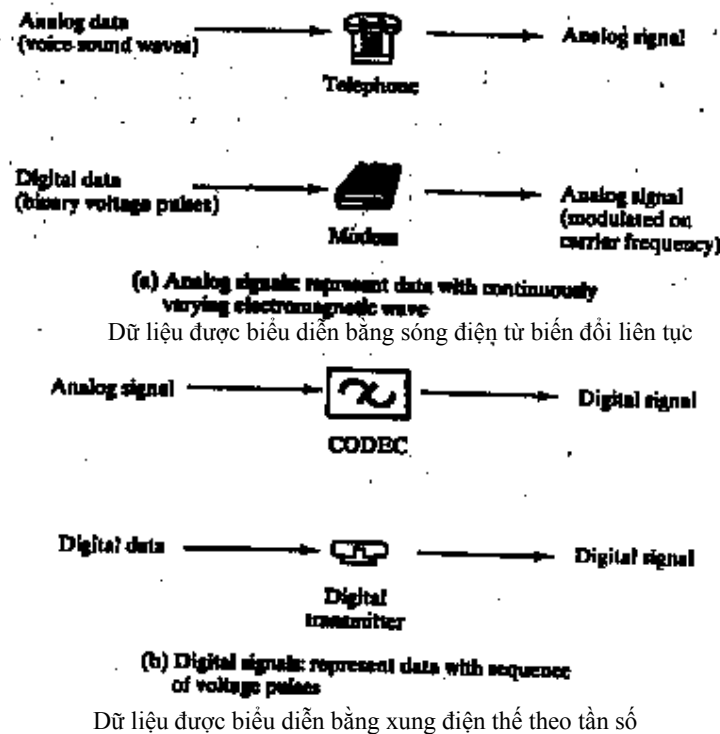 Analog data
(voice sound waves)
Analog signal
Telephone
Digital data
(binary voltage pulses)
Analog signal
(modulated on
carrier frequency)
Modem
(a) Analog signals: represent data with continuously
varying electromagnetic wave
Dữ liệu được biểu diễn bằng sóng điện từ biến đổi liên tục
Analog signal
Digital signal
CODEC
Digital data
Digital signal
Digital
transmitter
(b) Digital signals: represent data with sequence
of voltage pulses
Dữ liệu được biểu diễn bằng xung điện thế theo tần số